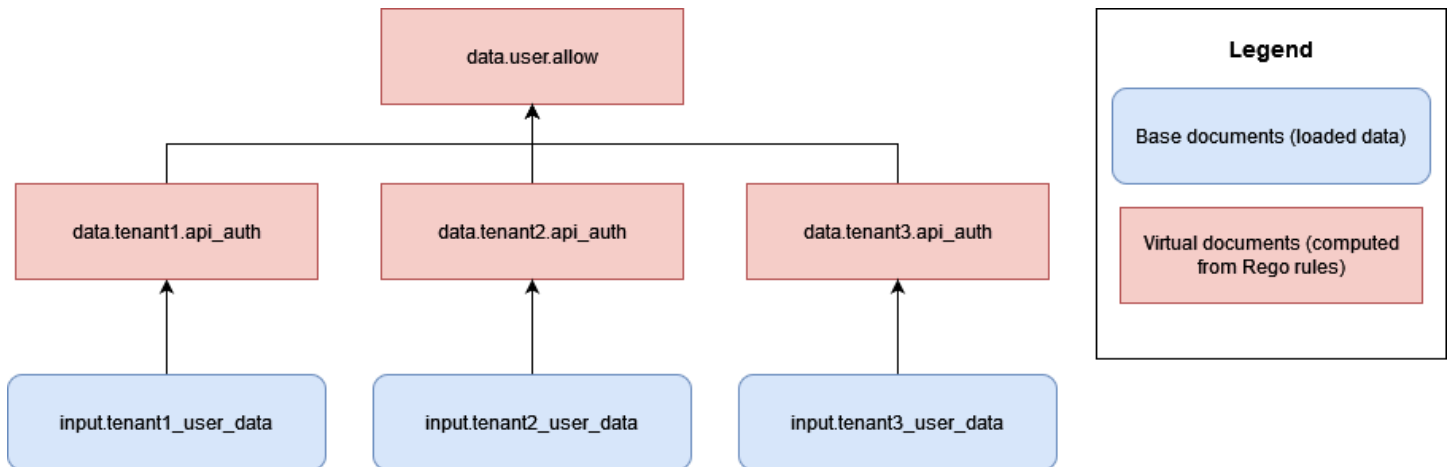 data.user.allow
Legend
Base documents (loaded data)
data.tenant1.api_auth
data.tenant2.api_auth
data.tenant3.api_auth
Virtual documents (computed
from Rego rules)
input.tenant1_user_data
input.tenant2_user_data
input.tenant3_user_data